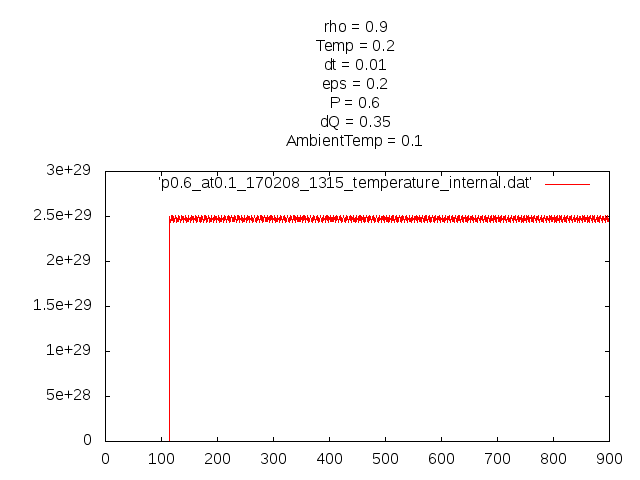 rho = 0.9
Temp = 0.2
dt = 0.01
eps = 0.2
P = 0.6
dQ = 0.35
AmbientTemp = 0.1
3e+29
'p0.6_at0.1_170208_1315_temperature_internal.dat'
2.5e+29
2e+29
1.5e+29
1e+29
5e+28
0
0 100 200 300 400 500 600 700 800 900